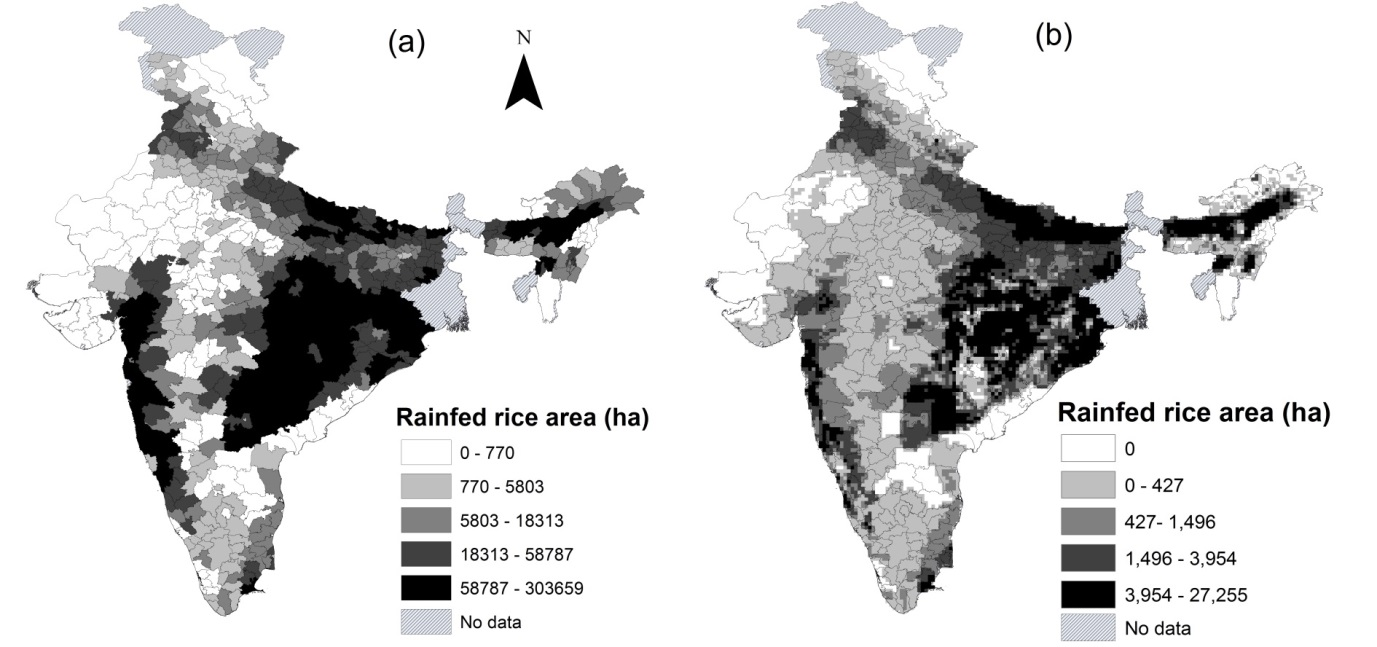 (a)
N
Rainfed rice area (ha)
0 - 770
770 - 5803
5803 - 18313
18313 - 58787
58787 - 303659
No data
(b)
Rainfed rice area (ha)
0
0 - 427
427- 1,496
1,496 - 3,954
3,954 - 27,255
No data